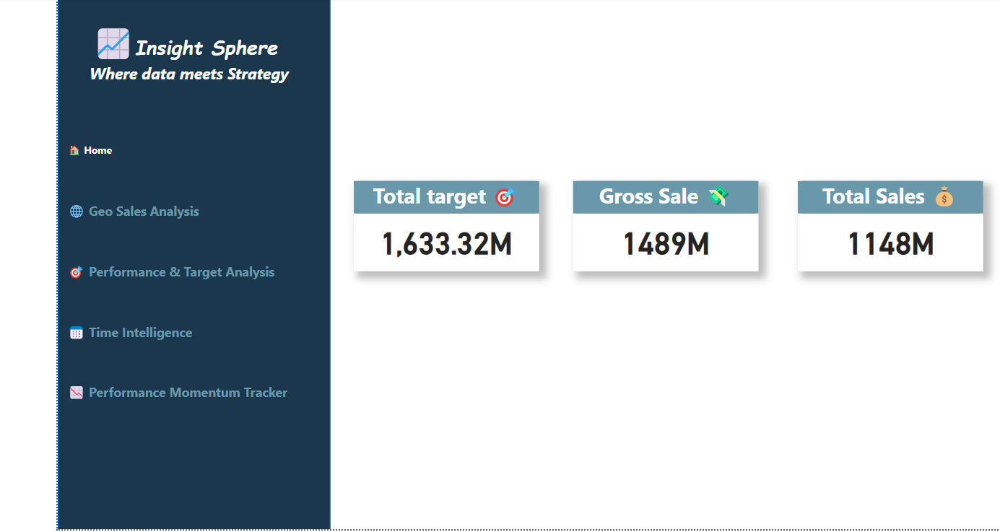 Insight Sphere
Where data meets Strategy
Home
Geo Sales Analysis
Performance & Target Analysis
Time Intelligence
Performance Momentum Tracker
Total target
1,633.32M
Gross Sale
1489M
Total Sales
1148M